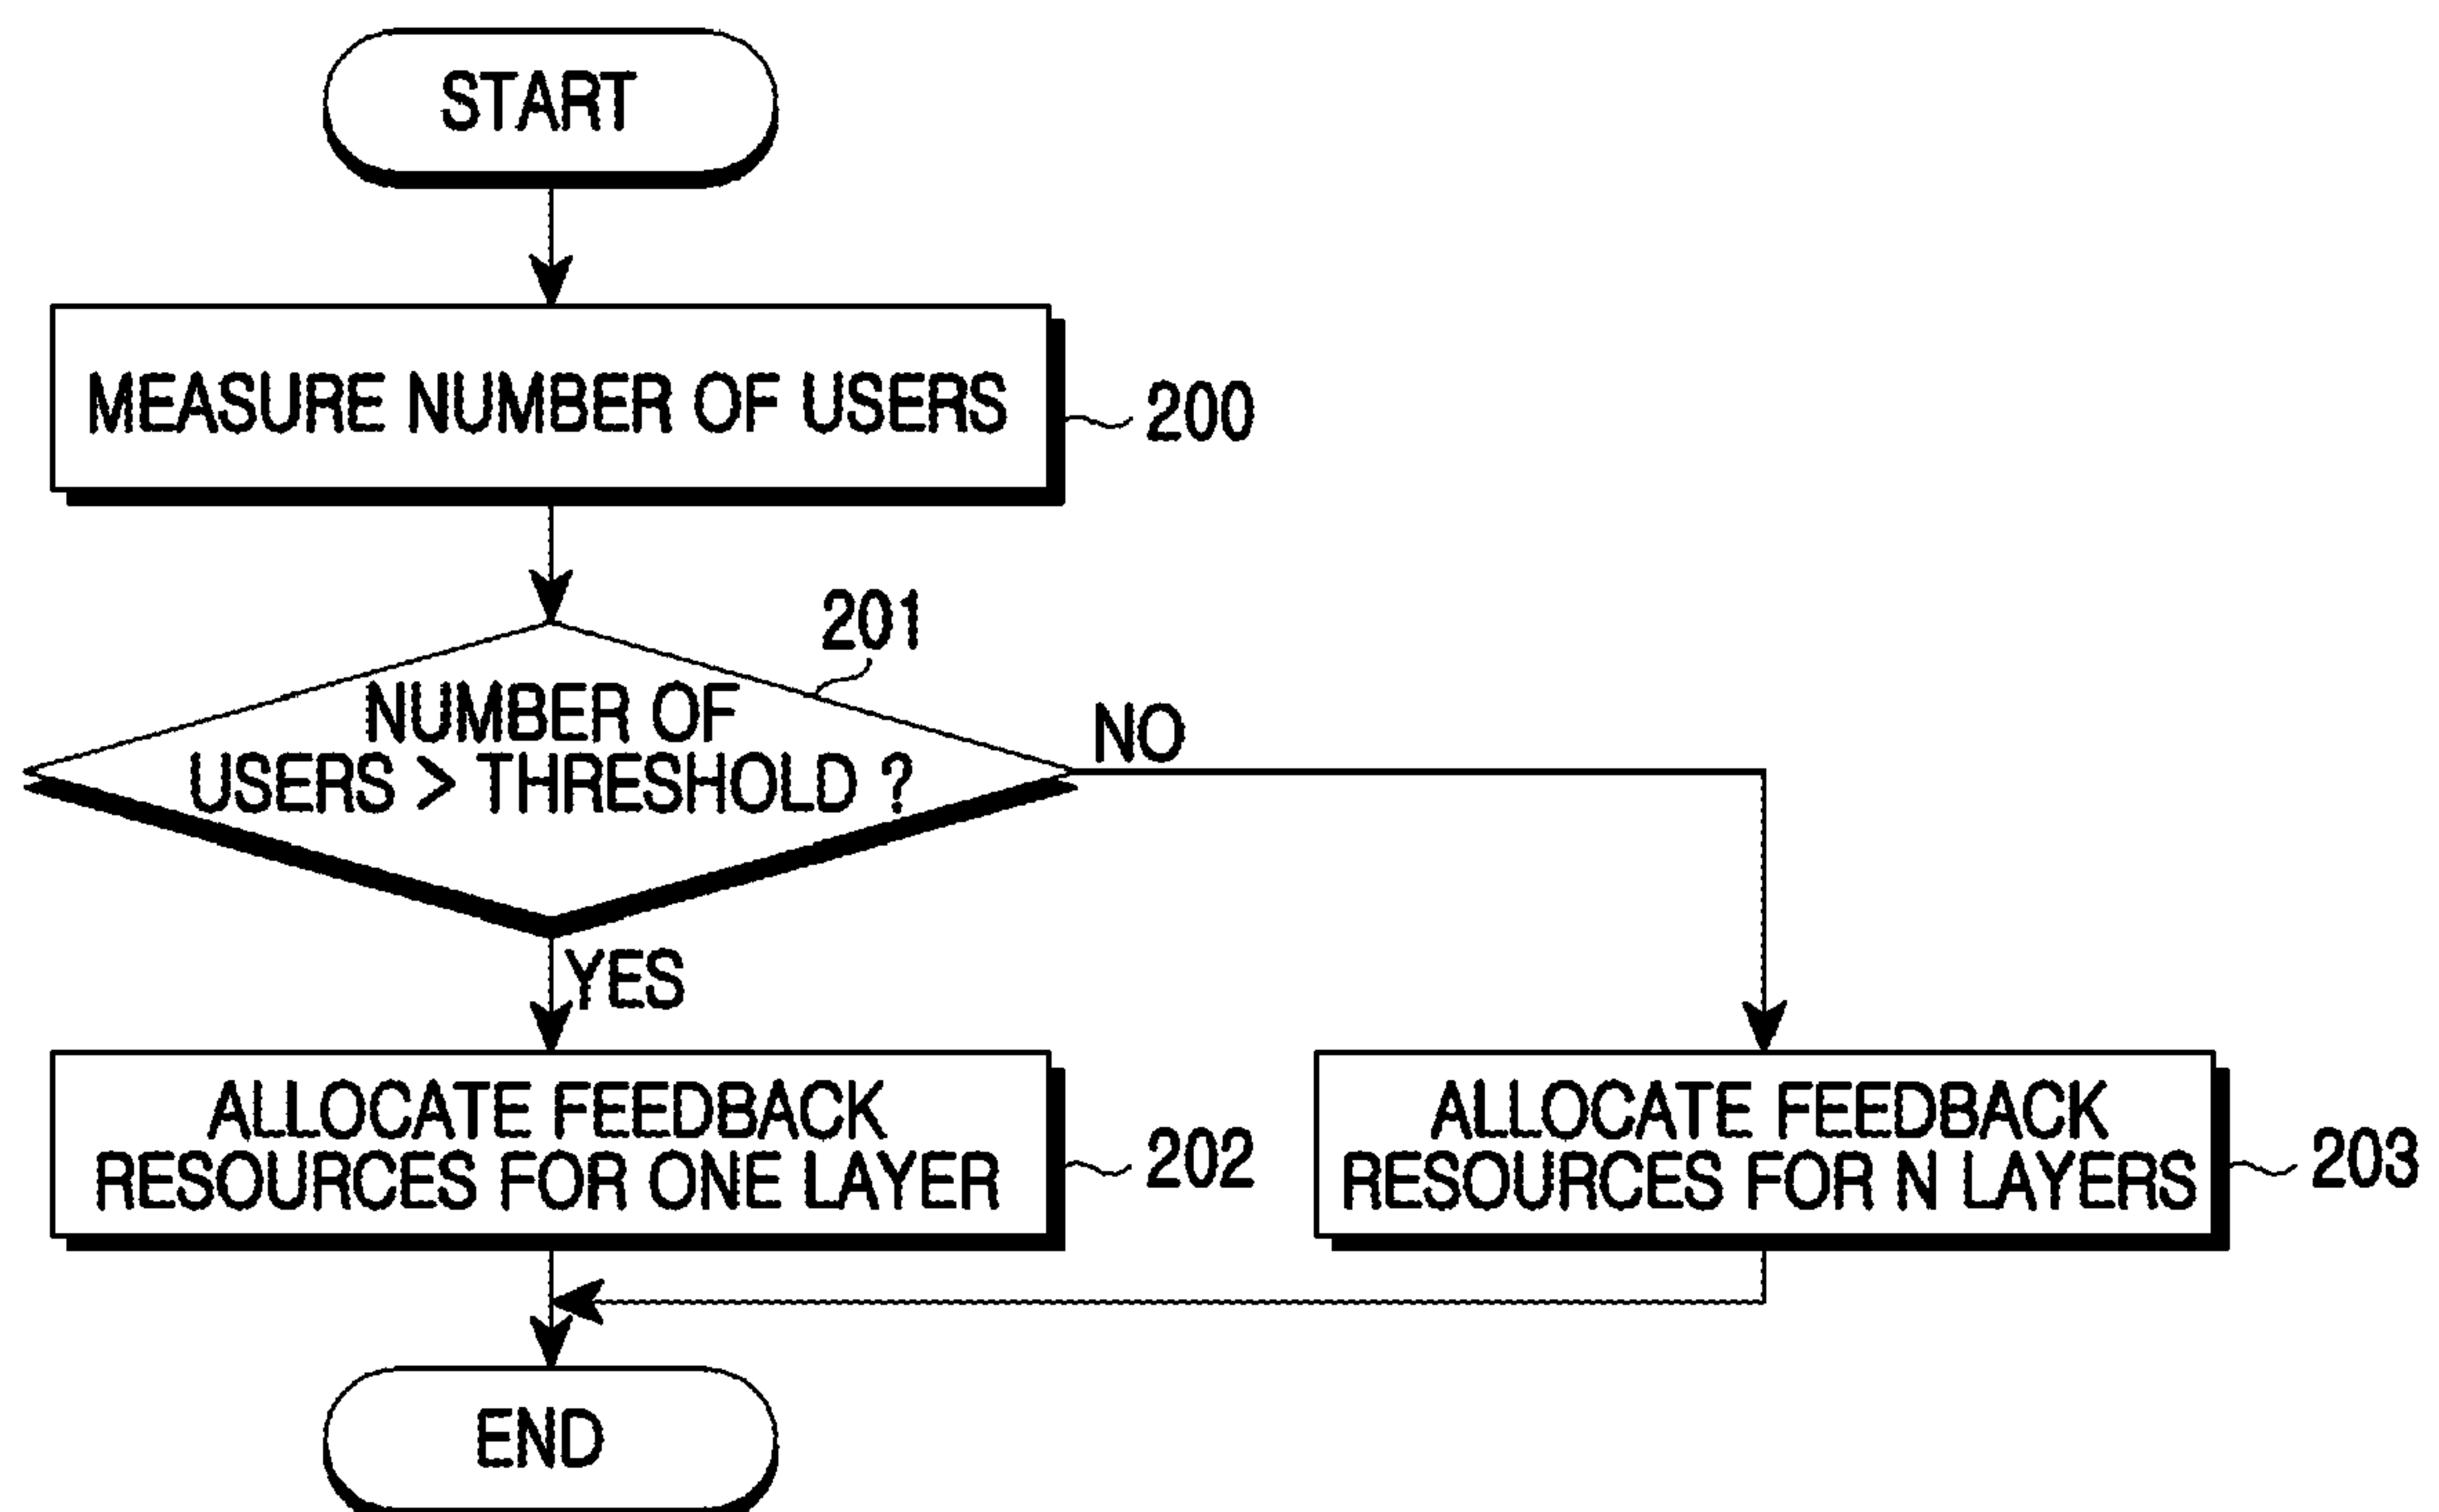 START
MEASURE NUMBER OF USERS
200
201
NUMBER OF
USERS > THRESHOLD ?
NO
YES
ALLOCATE FEEDBACK
RESOURCES FOR ONE LAYER
202
ALLOCATE FEEDBACK
RESOURCES FOR N LAYERS
203
END